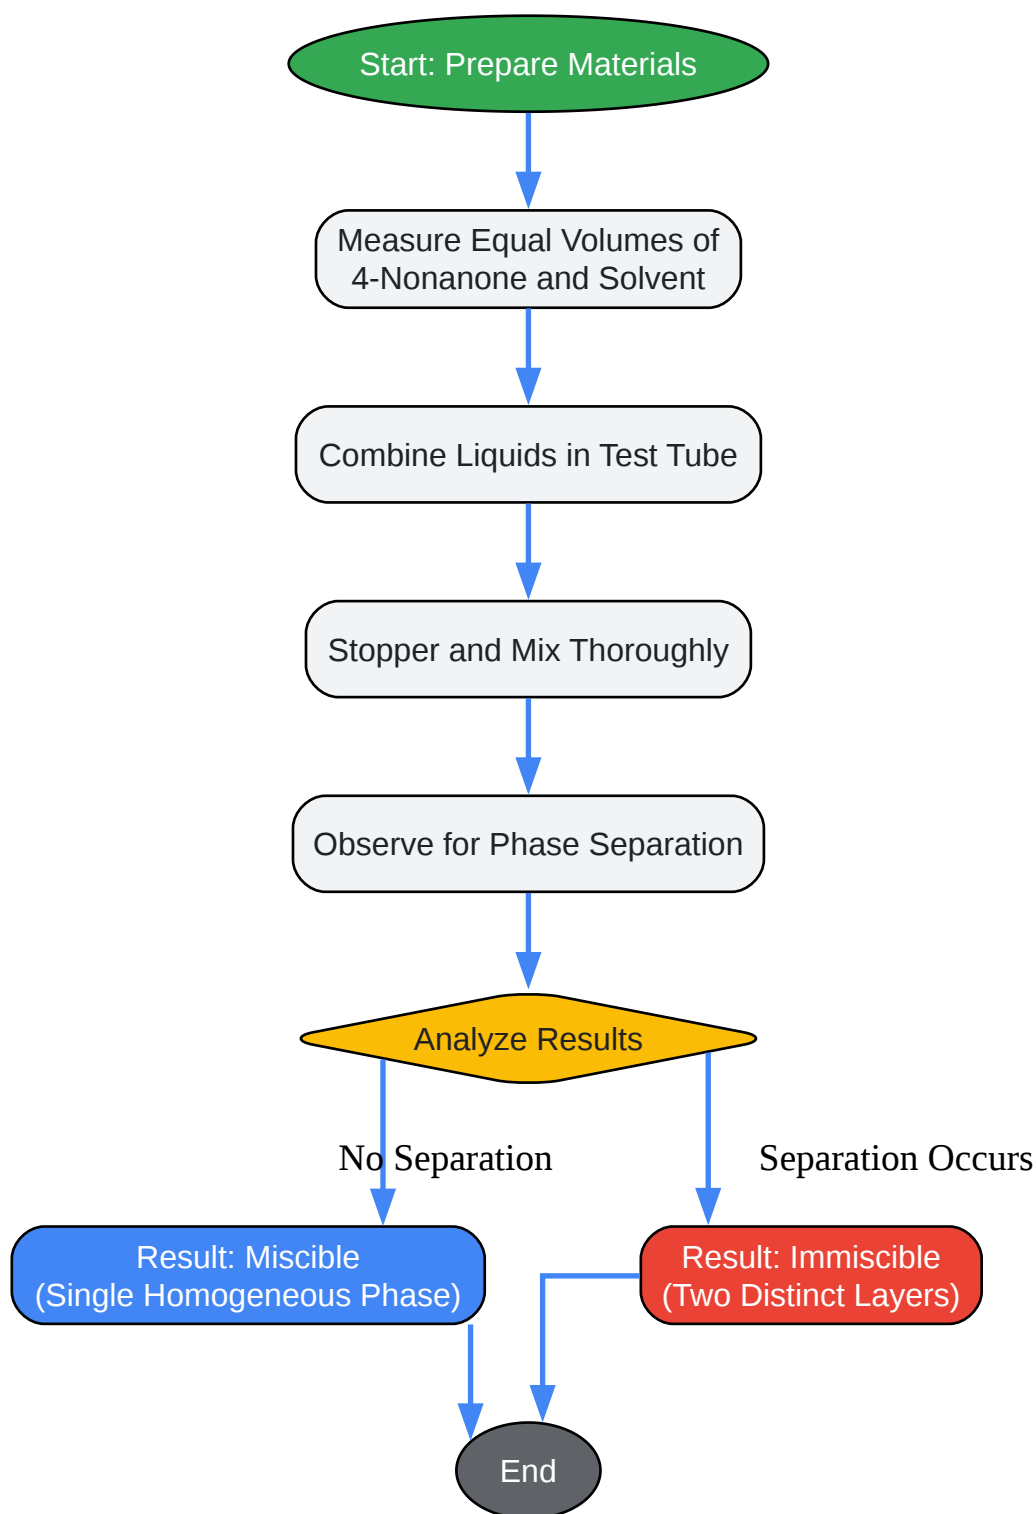 Start: Prepare Materials
Measure Equal Volumes of
4-Nonanone and Solvent
Combine Liquids in Test Tube
Stopper and Mix Thoroughly
Observe for Phase Separation
Analyze Results
No Separation
Separation Occurs
Result: Miscible
(Single Homogeneous Phase)
Result: Immiscible
(Two Distinct Layers)
End